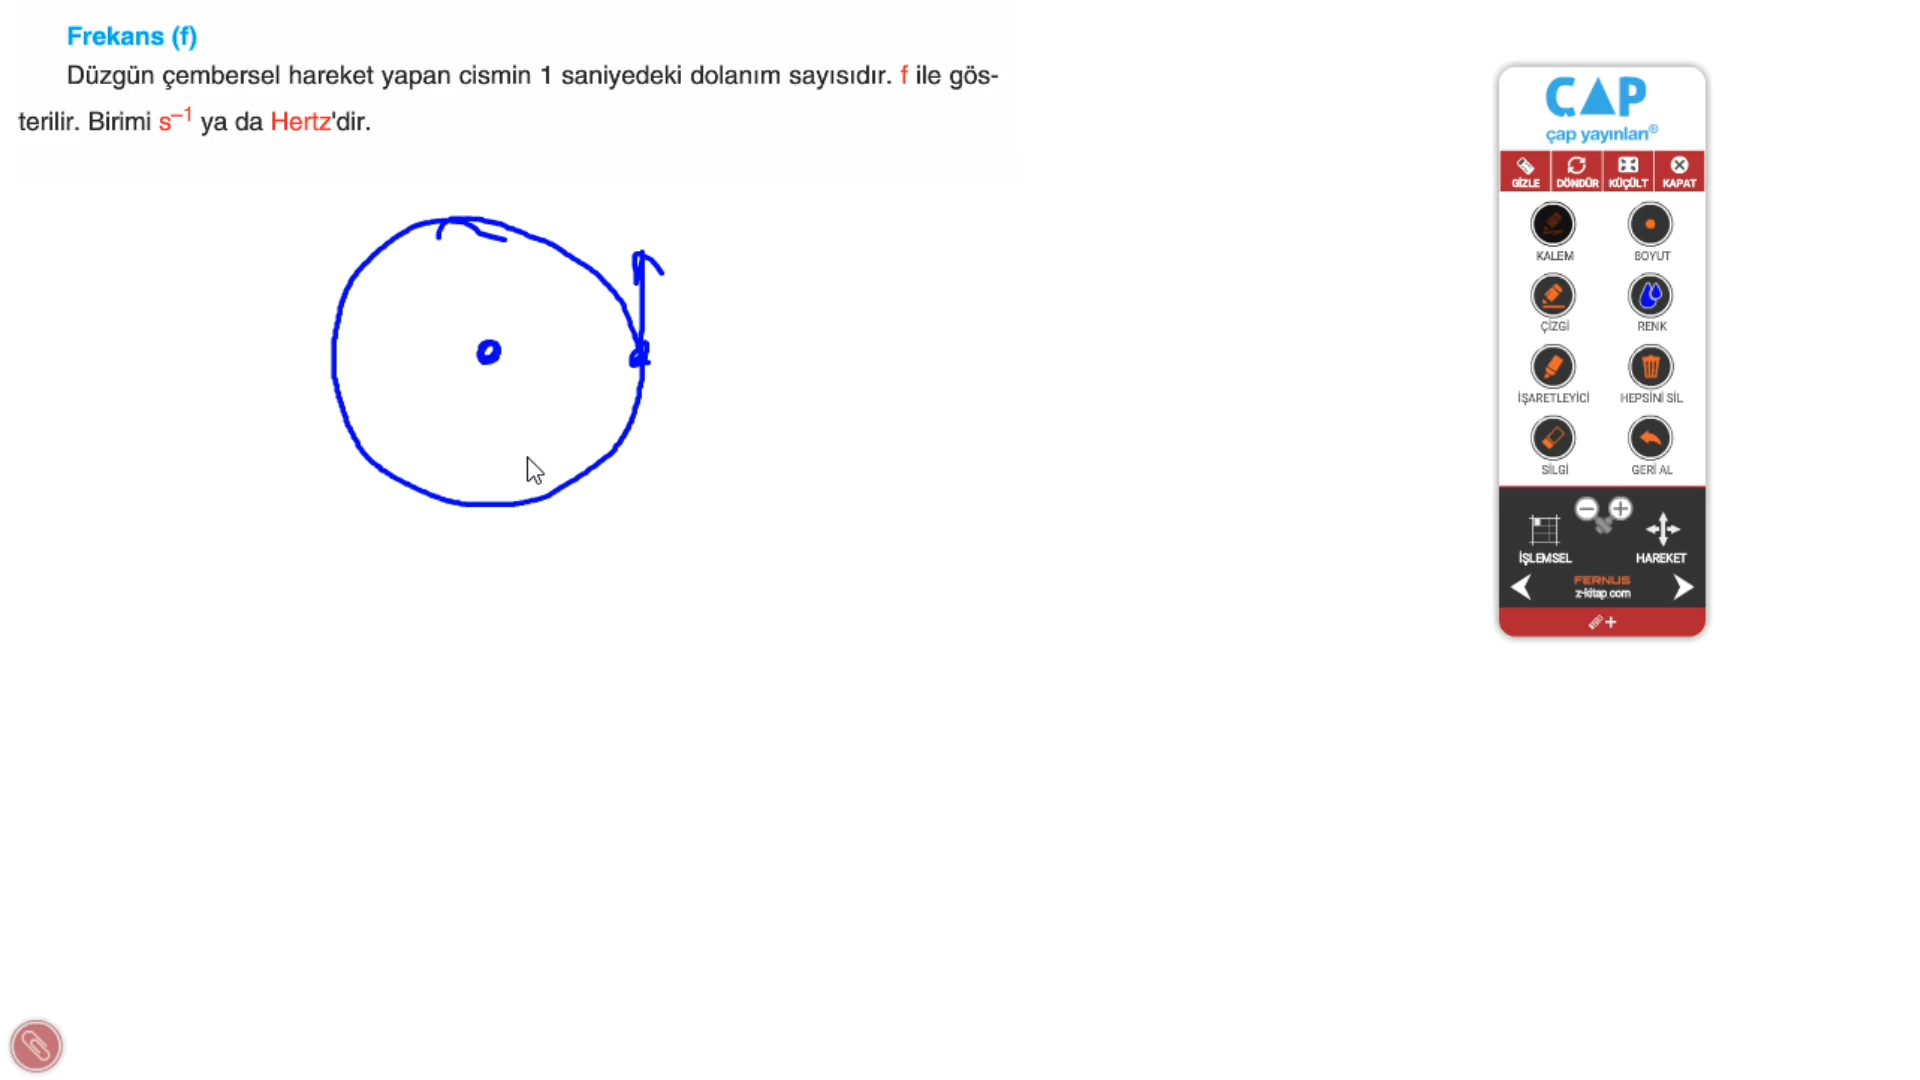 Frekans (f)
Düzgün çembersel hareket yapan cismin 1 saniyedeki dolanım sayısıdır. f ile gös-
terilir. Birimi s⁻¹ ya da Hertz'dir.
ÇAP
çap yayınları®
GİZLE DÖNDÜR KÜÇÜLT KAPAT
KALEM BOYUT
ÇİZGİ RENK
İŞARETLEYİCİ HEPSİNİ SİL
SİLGİ GERİ AL
İŞLEMSEL HAREKET
FERNUS
z-kitap.com